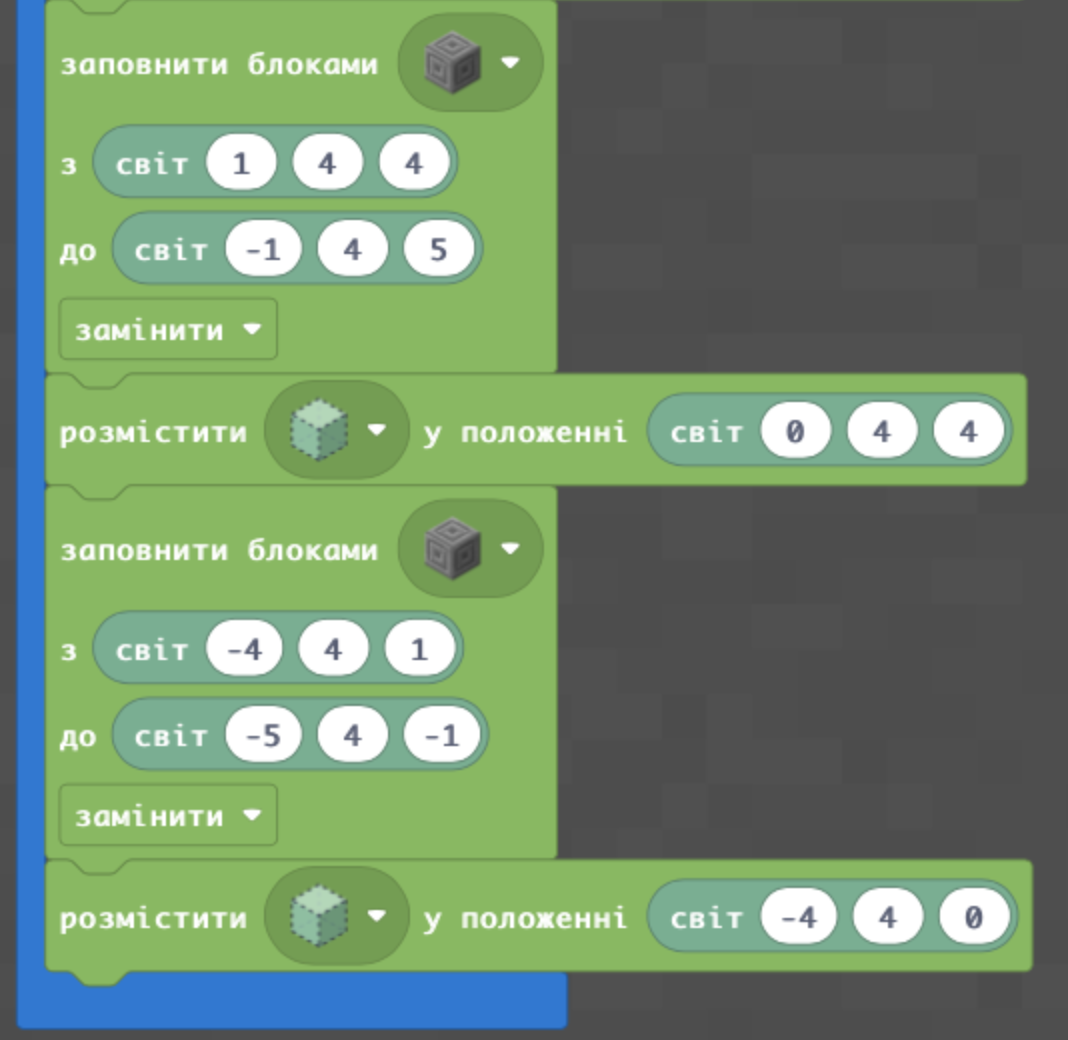 заповнити блоками
з світ 1 4 4
до світ -1 4 5
замінити
розмістити у положенні світ 0 4 4
заповнити блоками
з світ -4 4 1
до світ -5 4 -1
замінити
розмістити у положенні світ -4 4 0